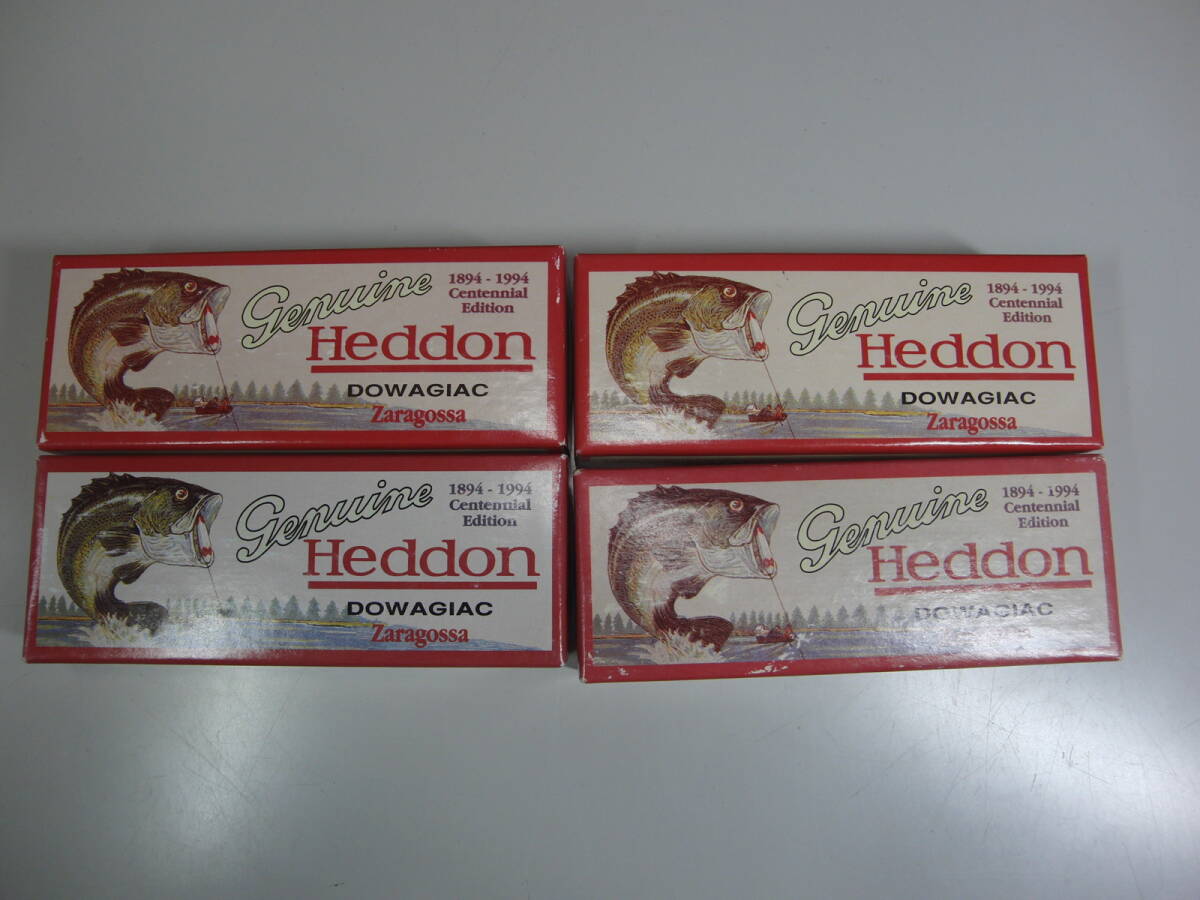 Genuine
1894 - 1994
Centennial
Edition
Heddon
DOWAGIAC
Zaragossa
Genuine
1894 - 1994
Centennial
Edition
Heddon
DOWAGIAC
Zaragossa
Genuine
1894 - 1994
Centennial
Edition
Heddon
DOWAGIAC
Zaragossa
Genuine
1894 - 1994
Centennial
Edition
Heddon
DOWAGIAC